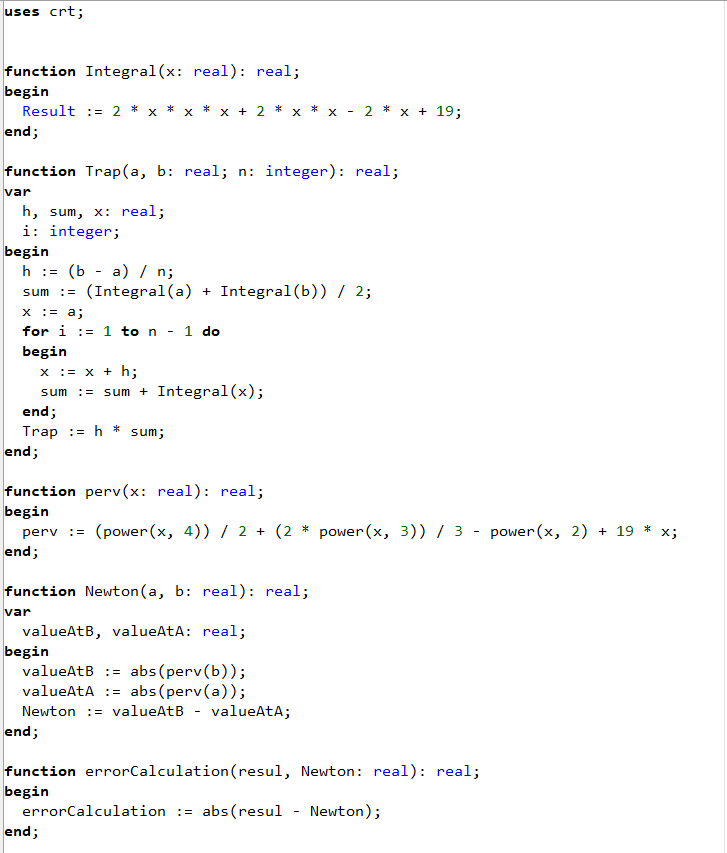 uses crt;
function Integral(x: real): real;
begin
  Result := 2 * x * x * x + 2 * x * x - 2 * x + 19;
end;
function Trap(a, b: real; n: integer): real;
var
  h, sum, x: real;
  i: integer;
begin
  h := (b - a) / n;
  sum := (Integral(a) + Integral(b)) / 2;
  x := a;
  for i := 1 to n - 1 do
  begin
    x := x + h;
    sum := sum + Integral(x);
  end;
  Trap := h * sum;
end;
function perv(x: real): real;
begin
  perv := (power(x, 4)) / 2 + (2 * power(x, 3)) / 3 - power(x, 2) + 19 * x;
end;
function Newton(a, b: real): real;
var
  valueAtB, valueAtA: real;
begin
  valueAtB := abs(perv(b));
  valueAtA := abs(perv(a));
  Newton := valueAtB - valueAtA;
end;
function errorCalculation(resul, Newton: real): real;
begin
  errorCalculation := abs(resul - Newton);
end;